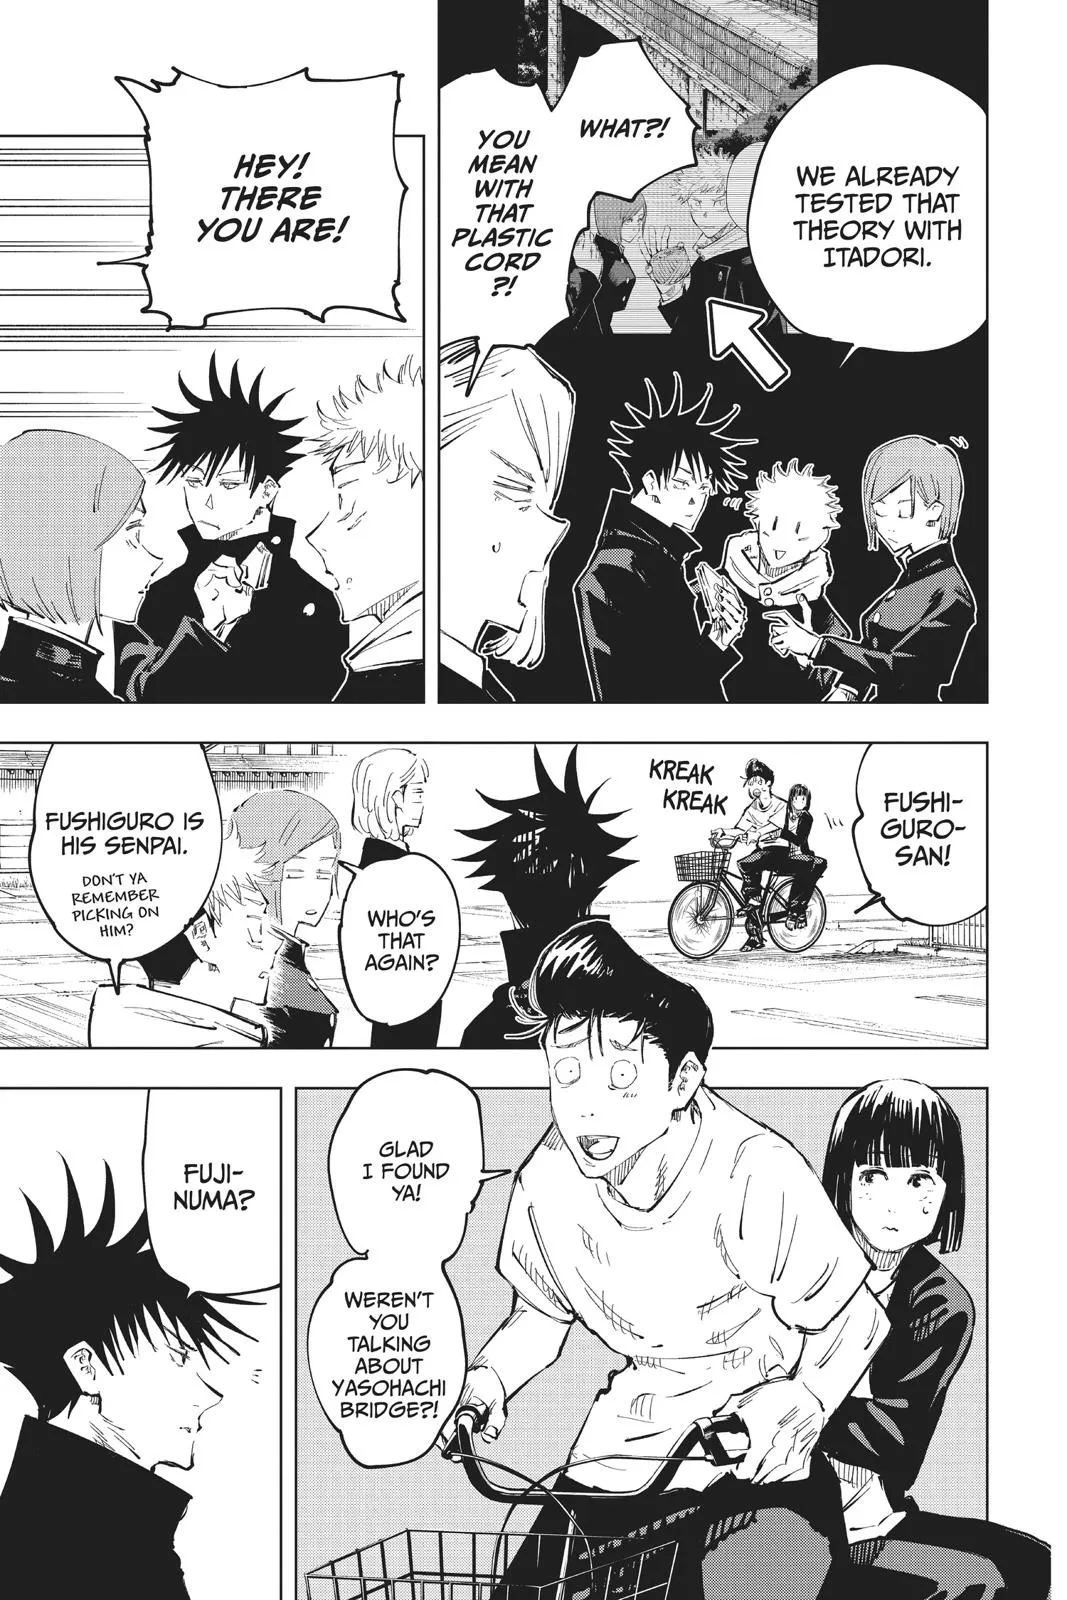 WE ALREADY
TESTED THAT
THEORY WITH
ITADORI.
WHAT?!
YOU
MEAN
WITH
THAT
PLASTIC
CORD
?!
HEY!
THERE
YOU ARE!
FUSHI-
GURO-
SAN!
KREAK
KREAK
WHO'S
THAT
AGAIN?
FUSHIGURO IS
HIS SENPAI.
DON'T YA
REMEMBER
PICKING ON
HIM?
GLAD
I FOUND
YA!
WEREN'T
YOU
TALKING
ABOUT
YASOHACHI
BRIDGE?!
FUJI-
NUMA?